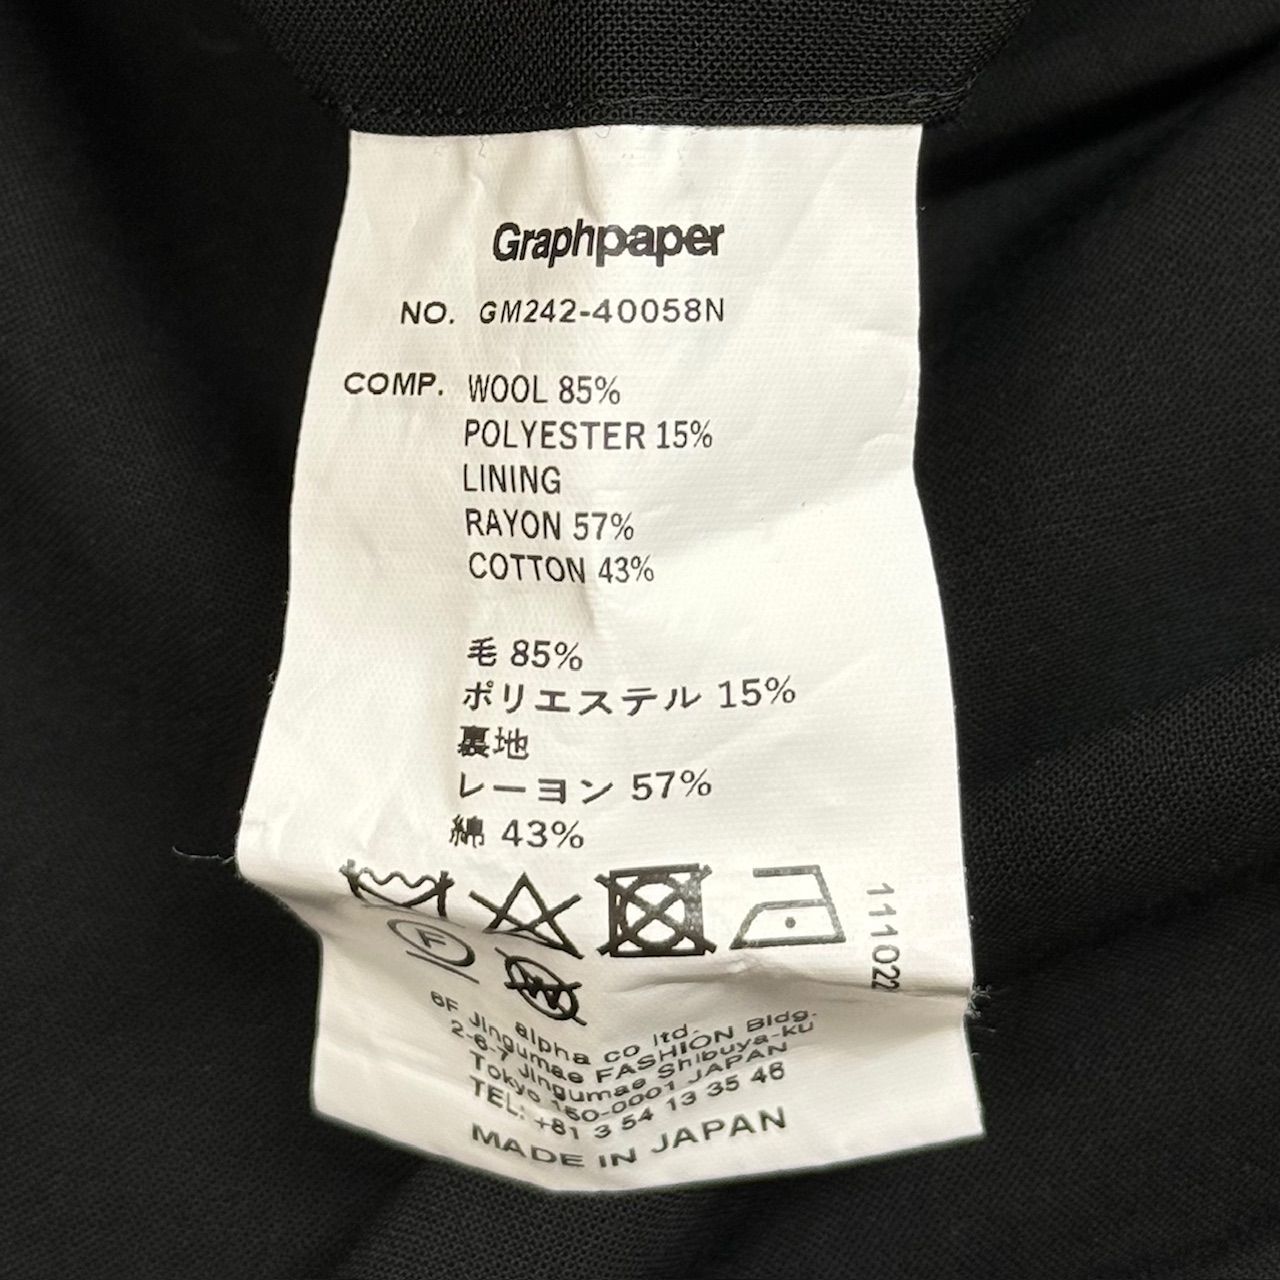 Graphpaper
NO. GM242-40058N
COMP. WOOL 85%
POLYESTER 15%
LINING
RAYON 57%
COTTON 43%
毛 85%
ポリエステル 15%
裏地
レーヨン 57%
綿 43%
11102
F
W
alpha co ltd.
6F Jingumae FASHION Bldg.
2-6-7 Jingumae Shibuya-ku
Tokyo 150-0001 JAPAN
TEL: +81 3 54 13 35 46
MADE IN JAPAN